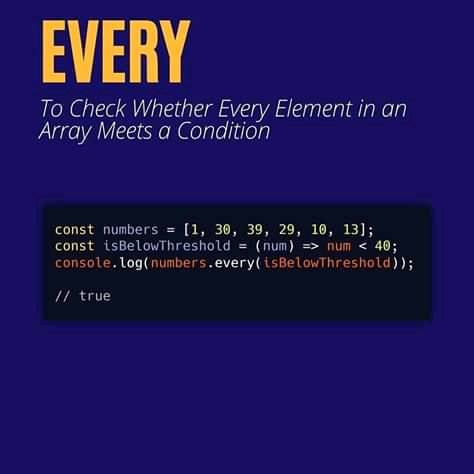 EVERY
To Check Whether Every Element in an
Array Meets a Condition
const numbers = [1, 30, 39, 29, 10, 13];
const isBelowThreshold = (num) => num < 40;
console.log(numbers.every(isBelowThreshold));
// true